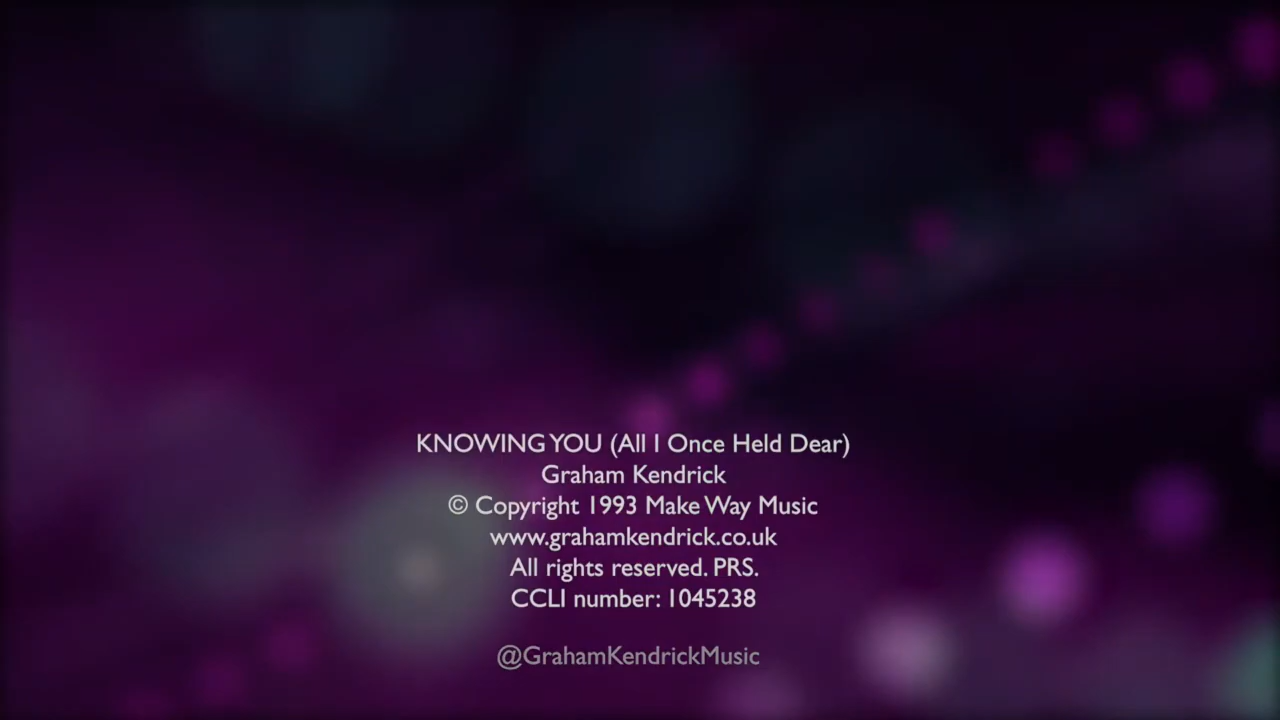 KNOWING YOU (All I Once Held Dear)
Graham Kendrick
© Copyright 1993 Make Way Music
www.grahamkendrick.co.uk
All rights reserved. PRS.
CCLI number: 1045238
@GrahamKendrickMusic